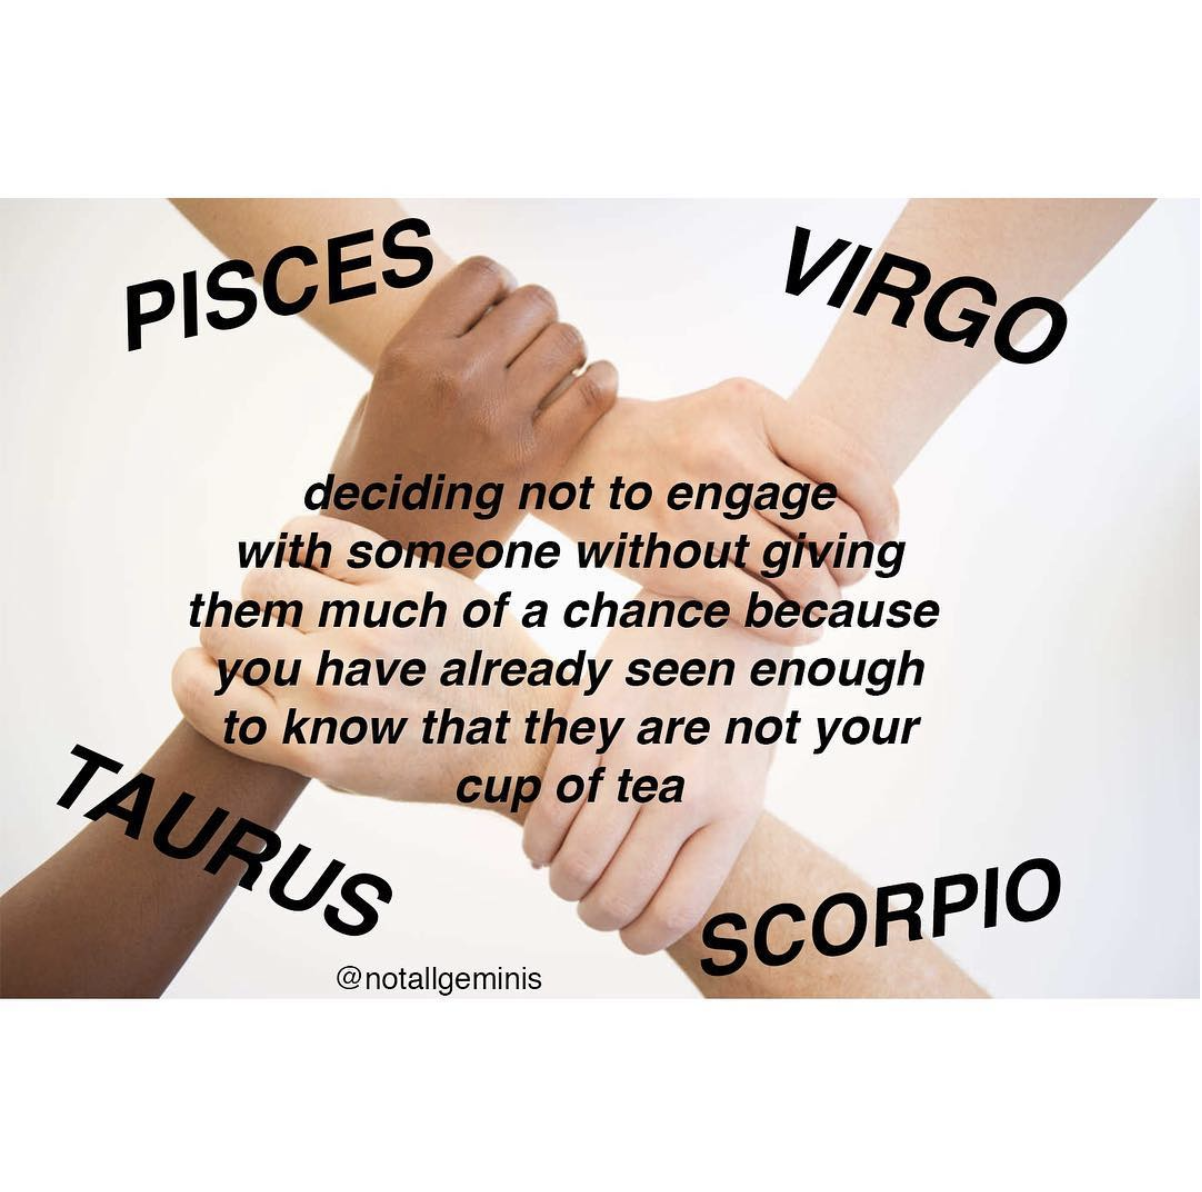 PISCES
VIRGO
deciding not to engage
with someone without giving
them much of a chance because
you have already seen enough
to know that they are not your
cup of tea
TAURUS
SCORPIO
@notallgeminis